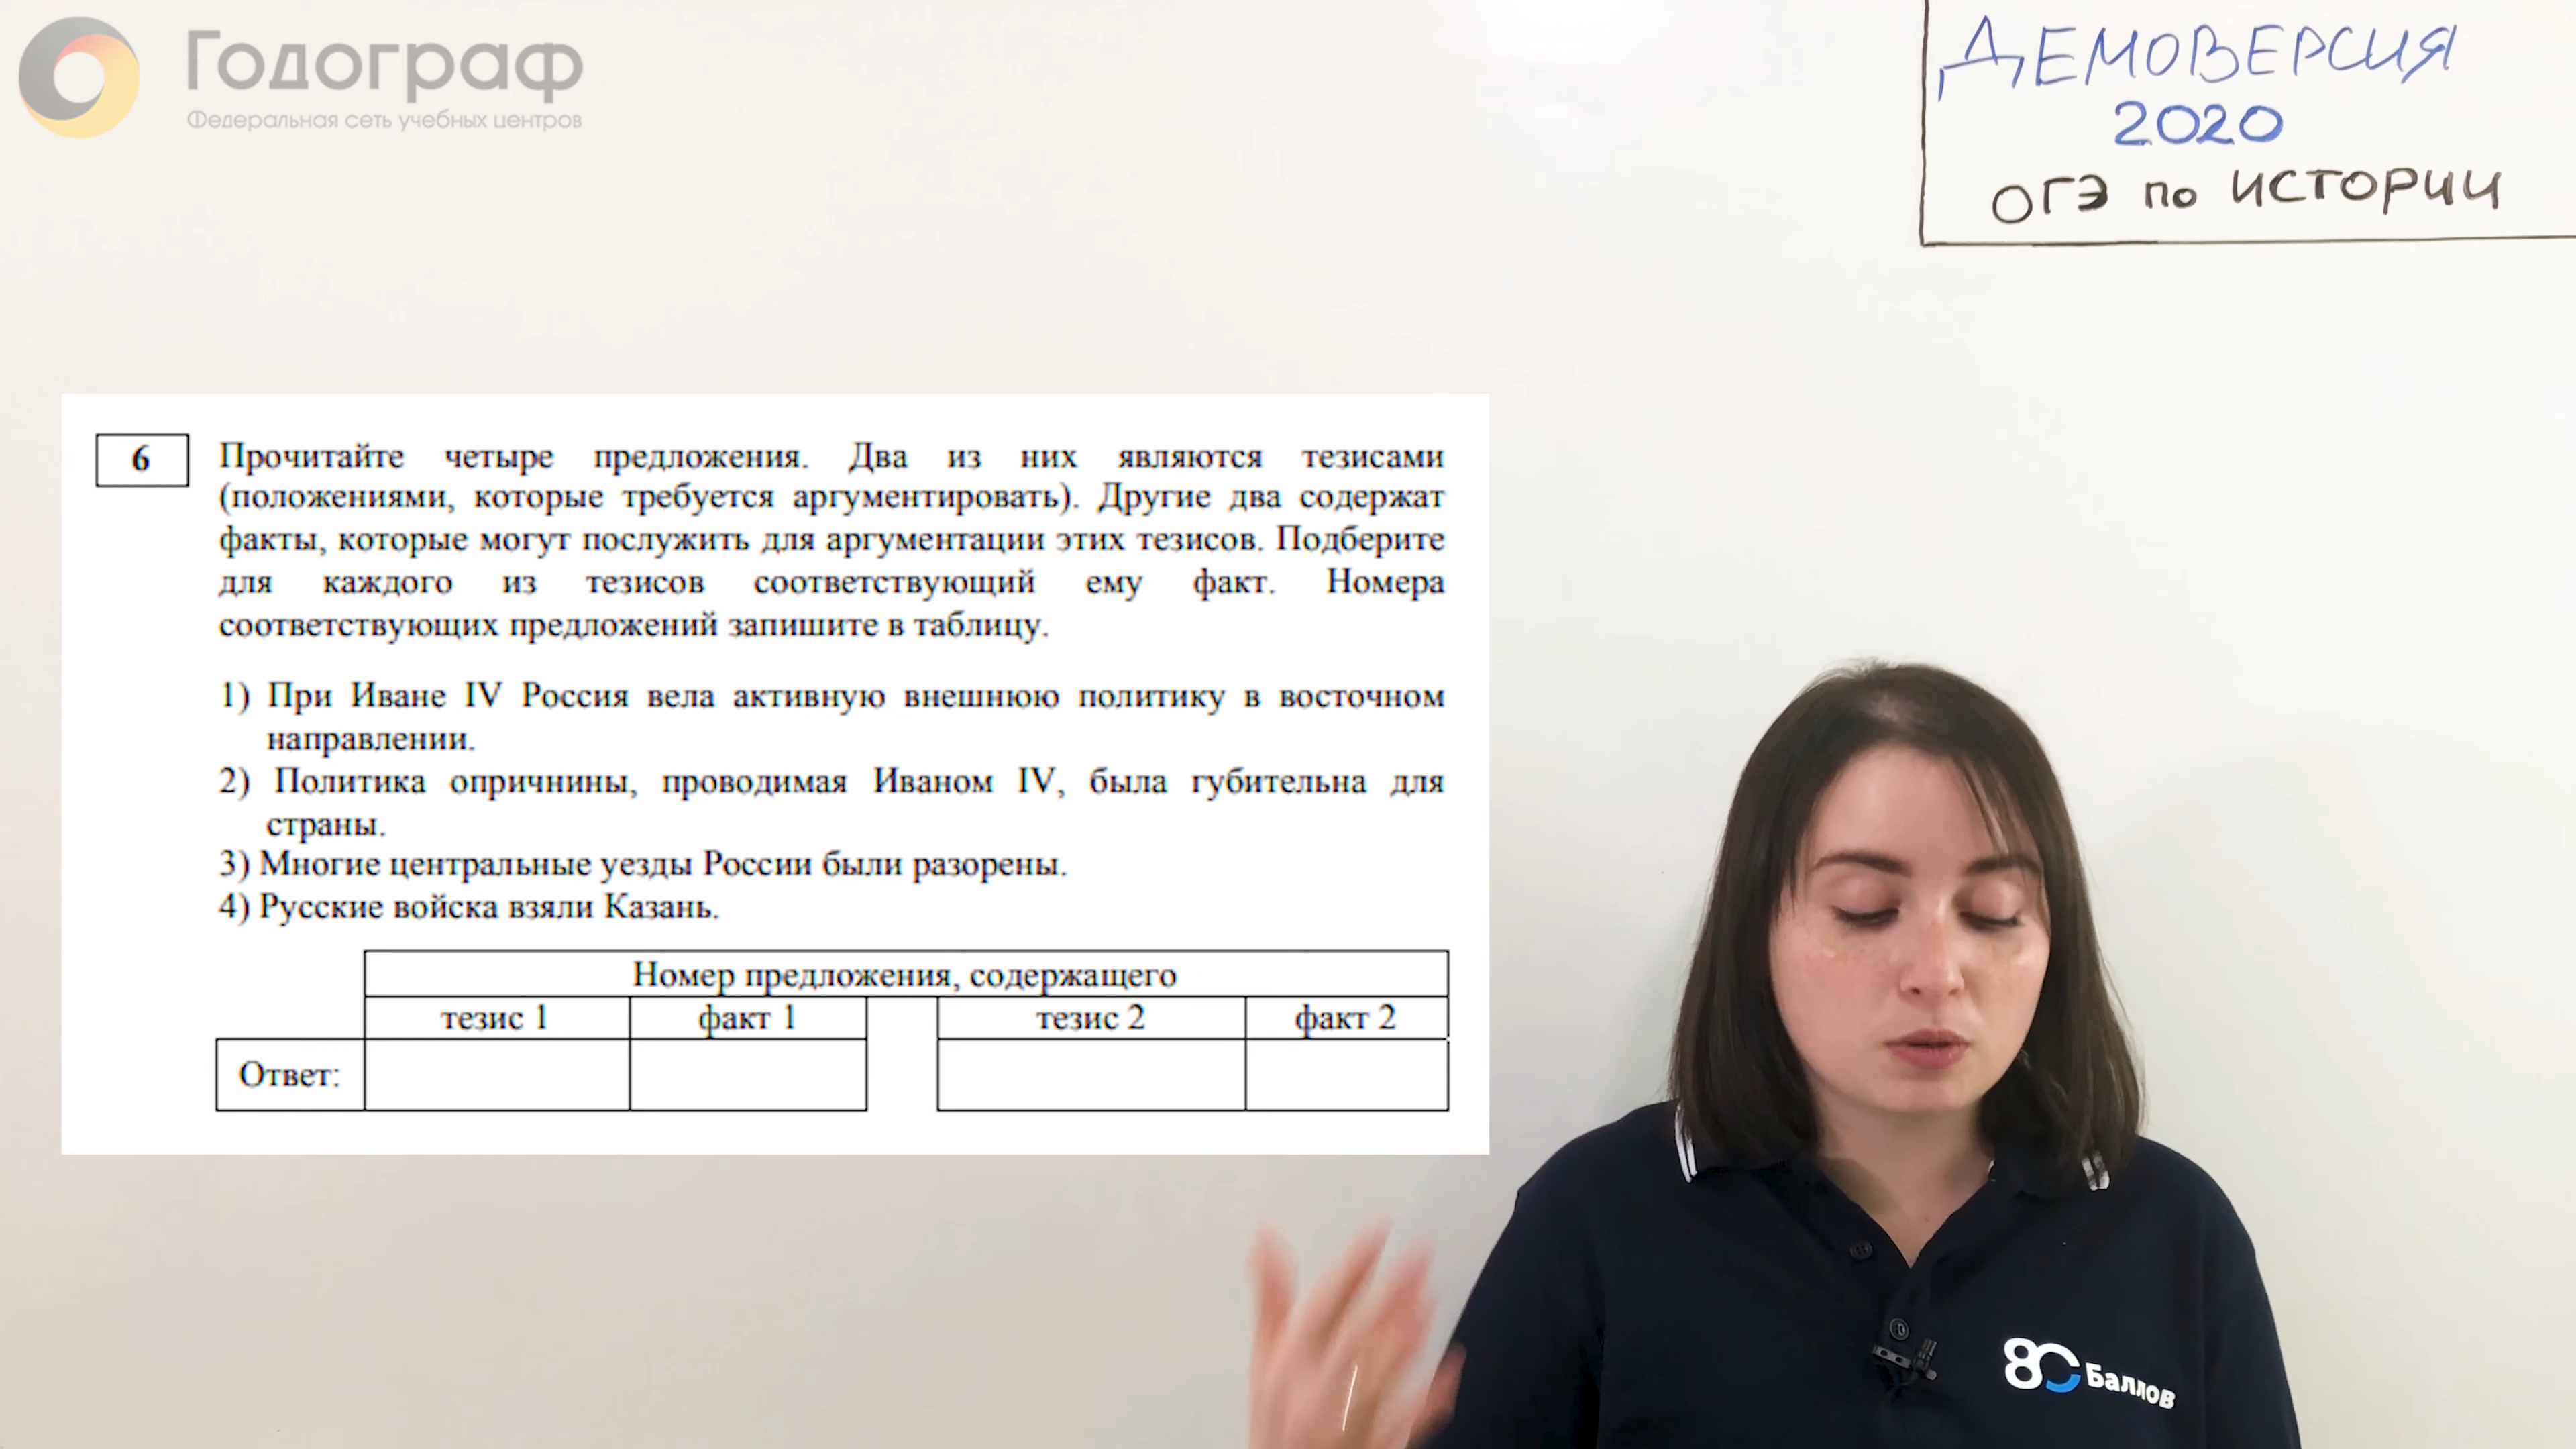 Годограф
Федеральная сеть учебных центров
ДЕМОВЕРСИЯ
2020
ОГЭ по ИСТОРИИ
6
Прочитайте четыре предложения. Два из них являются тезисами
(положениями, которые требуется аргументировать). Другие два содержат
факты, которые могут послужить для аргументации этих тезисов. Подберите
для каждого из тезисов соответствующий ему факт. Номера
соответствующих предложений запишите в таблицу.
1) При Иване IV Россия вела активную внешнюю политику в восточном
направлении.
2) Политика опричнины, проводимая Иваном IV, была губительна для
страны.
3) Многие центральные уезды России были разорены.
4) Русские войска взяли Казань.
Номер предложения, содержащего
тезис 1 факт 1 тезис 2 факт 2
Ответ:
80 Баллов